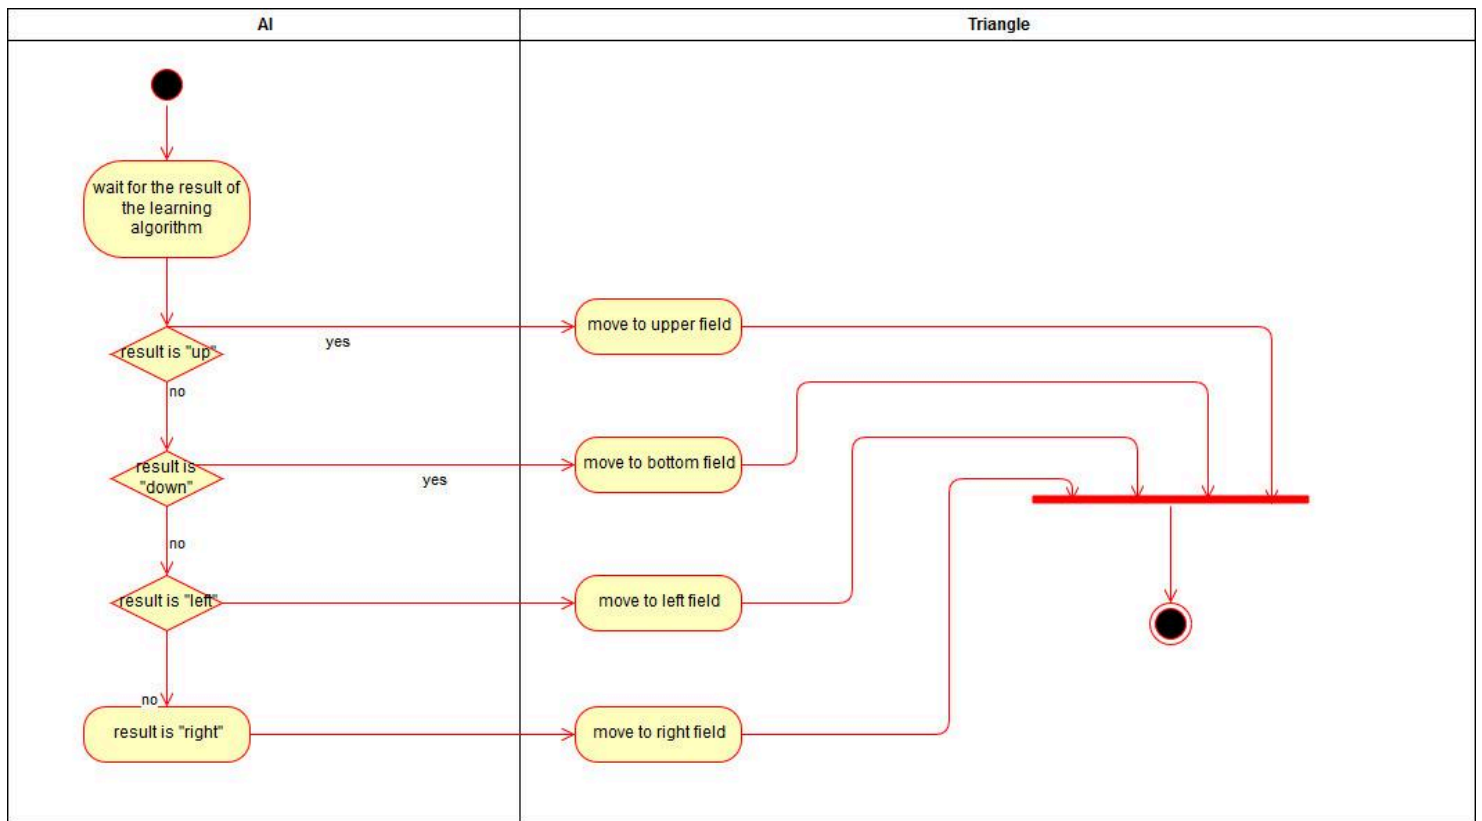 AI
Triangle
wait for the result of
the learning
algorithm
move to upper field
yes
result is "up"
no
move to bottom field
result is
"down"
yes
no
result is "left"
move to left field
no
result is "right"
move to right field